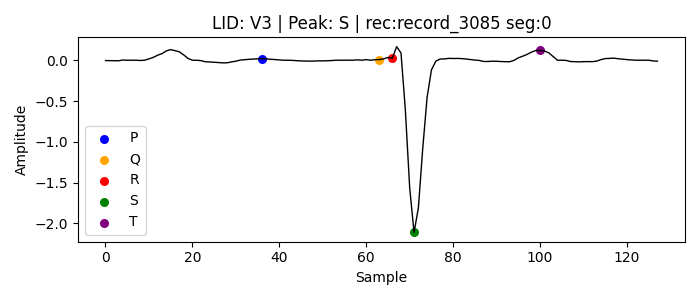 LID: V3 | Peak: S | rec:record_3085 seg:0
Amplitude
0.0
−0.5
−1.0
−1.5
−2.0
P
Q
R
S
T
0
20
40
60
80
100
120
Sample